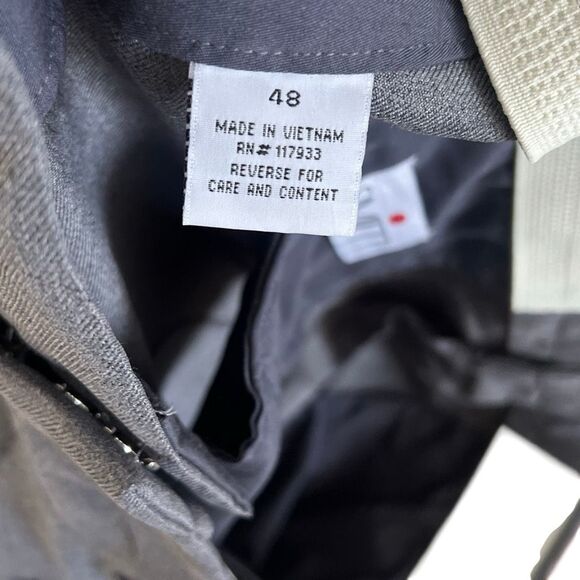 48
MADE IN VIETNAM
RN# 117933
REVERSE FOR
CARE AND CONTENT